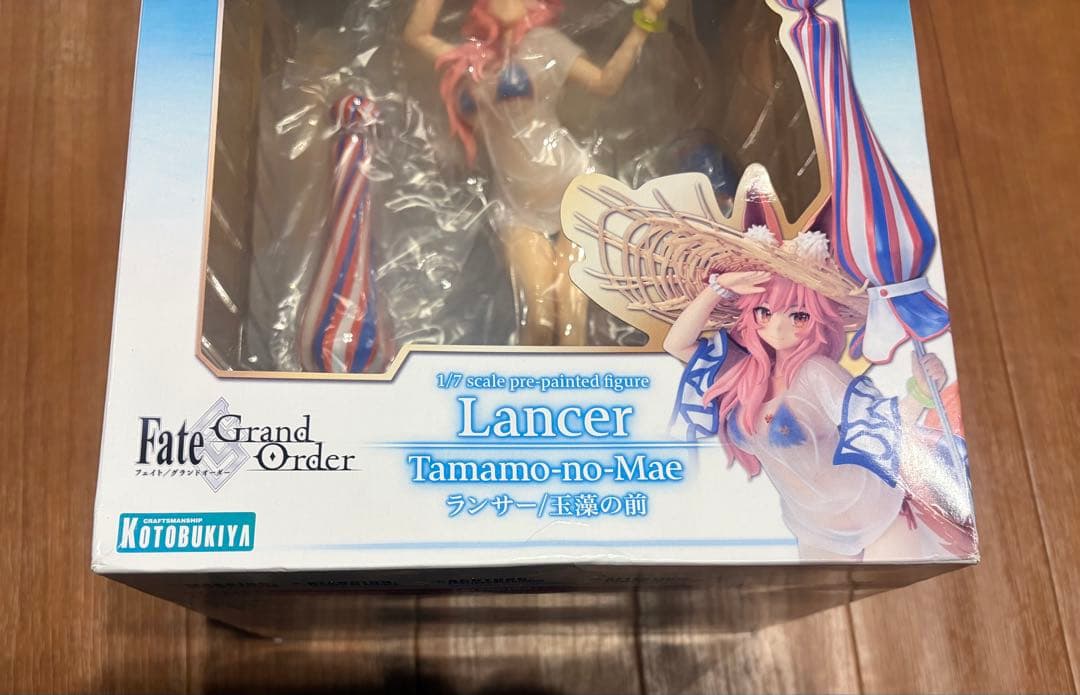 1/7 scale pre-painted figure
Lancer
Tamamo-no-Mae
ランサー/玉藻の前
Fate
Grand
Order
フェイト/グランドオーダー
CRAFTSMANSHIP
KOTOBUKIYA